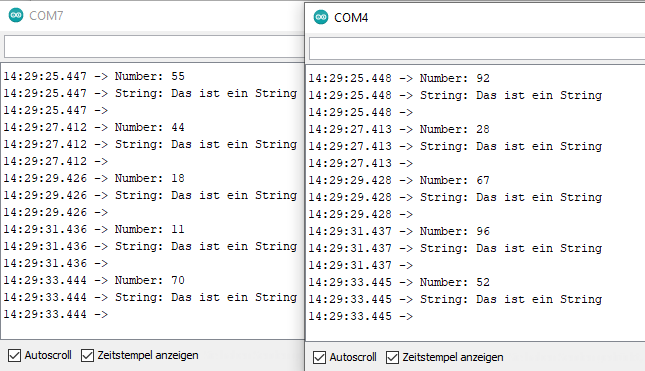 COM7
14:29:25.447 -> Number: 55
14:29:25.447 -> String: Das ist ein String
14:29:25.447 ->
14:29:27.412 -> Number: 44
14:29:27.412 -> String: Das ist ein String
14:29:27.412 ->
14:29:29.426 -> Number: 18
14:29:29.426 -> String: Das ist ein String
14:29:29.426 ->
14:29:31.436 -> Number: 11
14:29:31.436 -> String: Das ist ein String
14:29:31.436 ->
14:29:33.444 -> Number: 70
14:29:33.444 -> String: Das ist ein String
14:29:33.444 ->
Autoscroll
Zeitstempel anzeigen
COM4
14:29:25.448 -> Number: 92
14:29:25.448 -> String: Das ist ein String
14:29:25.448 ->
14:29:27.413 -> Number: 28
14:29:27.413 -> String: Das ist ein String
14:29:27.413 ->
14:29:29.428 -> Number: 67
14:29:29.428 -> String: Das ist ein String
14:29:29.428 ->
14:29:31.437 -> Number: 96
14:29:31.437 -> String: Das ist ein String
14:29:31.437 ->
14:29:33.445 -> Number: 52
14:29:33.445 -> String: Das ist ein String
14:29:33.445 ->
Autoscroll
Zeitstempel anzeigen